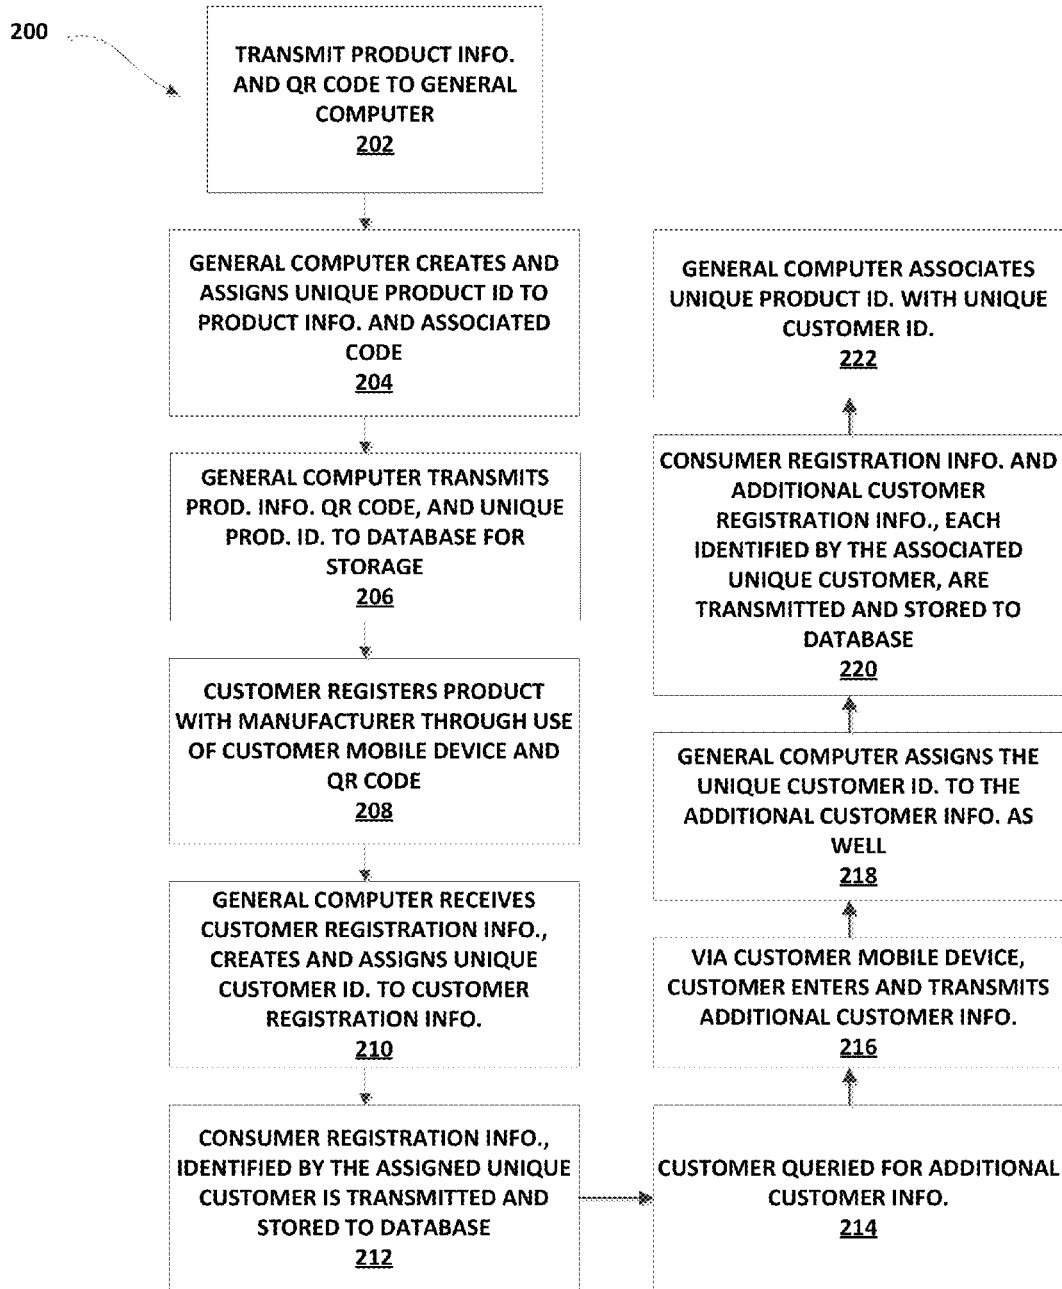 200
TRANSMIT PRODUCT INFO.
AND QR CODE TO GENERAL
COMPUTER
202
GENERAL COMPUTER CREATES AND
ASSIGNS UNIQUE PRODUCT ID TO
PRODUCT INFO. AND ASSOCIATED
CODE
204
GENERAL COMPUTER TRANSMITS
PROD. INFO. QR CODE, AND UNIQUE
PROD. ID. TO DATABASE FOR
STORAGE
206
CUSTOMER REGISTERS PRODUCT
WITH MANUFACTURER THROUGH USE
OF CUSTOMER MOBILE DEVICE AND
QR CODE
208
GENERAL COMPUTER RECEIVES
CUSTOMER REGISTRATION INFO.,
CREATES AND ASSIGNS UNIQUE
CUSTOMER ID. TO CUSTOMER
REGISTRATION INFO.
210
CONSUMER REGISTRATION INFO.,
IDENTIFIED BY THE ASSIGNED UNIQUE
CUSTOMER IS TRANSMITTED AND
STORED TO DATABASE
212
CUSTOMER QUERIED FOR ADDITIONAL
CUSTOMER INFO.
214
VIA CUSTOMER MOBILE DEVICE,
CUSTOMER ENTERS AND TRANSMITS
ADDITIONAL CUSTOMER INFO.
216
GENERAL COMPUTER ASSIGNS THE
UNIQUE CUSTOMER ID. TO THE
ADDITIONAL CUSTOMER INFO. AS
WELL
218
CONSUMER REGISTRATION INFO. AND
ADDITIONAL CUSTOMER
REGISTRATION INFO., EACH
IDENTIFIED BY THE ASSOCIATED
UNIQUE CUSTOMER, ARE
TRANSMITTED AND STORED TO
DATABASE
220
GENERAL COMPUTER ASSOCIATES
UNIQUE PRODUCT ID. WITH UNIQUE
CUSTOMER ID.
222